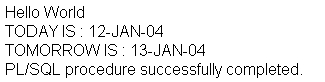 Hello World
TODAY IS : 12-JAN-04
TOMORROW IS : 13-JAN-04
PL/SQL procedure successfully completed.